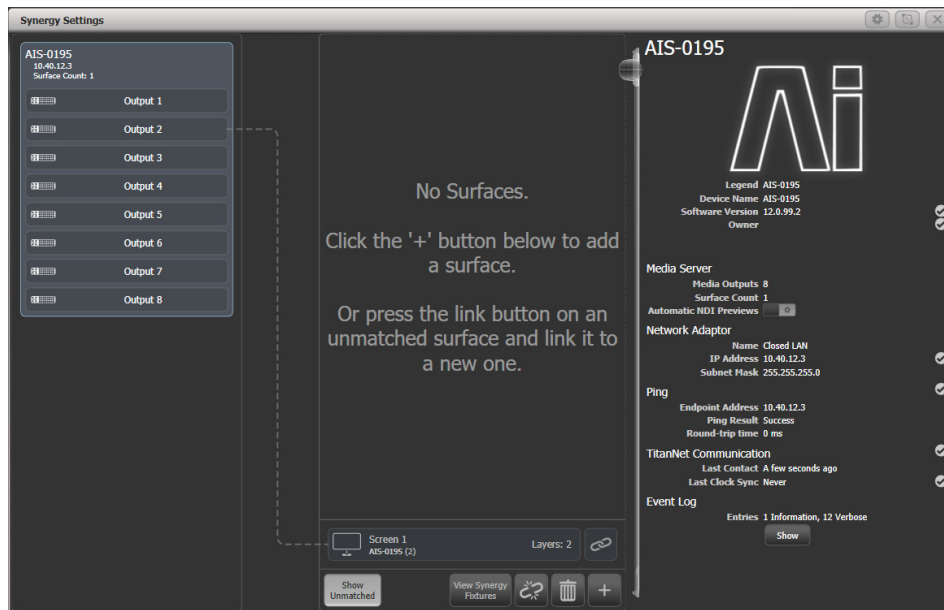 Synergy Settings
AIS-0195
10.40.12.3
Surface Count: 1
Output 1
Output 2
Output 3
Output 4
Output 5
Output 6
Output 7
Output 8
No Surfaces.
Click the '+' button below to add
a surface.
Or press the link button on an
unmatched surface and link it to
a new one.
Screen 1
AIS-0195 (2)
Layers: 2
Show
Unmatched
View Synergy
Fixtures
+
AIS-0195
Ai
Legend AIS-0195
Device Name AIS-0195
Software Version 12.0.99.2
Owner
Media Server
Media Outputs 8
Surface Count 1
Automatic NDI Previews
Network Adaptor
Name Closed LAN
IP Address 10.40.12.3
Subnet Mask 255.255.255.0
Ping
Endpoint Address 10.40.12.3
Ping Result Success
Round-trip time 0 ms
TitanNet Communication
Last Contact A few seconds ago
Last Clock Sync Never
Event Log
Entries 1 Information, 12 Verbose
Show